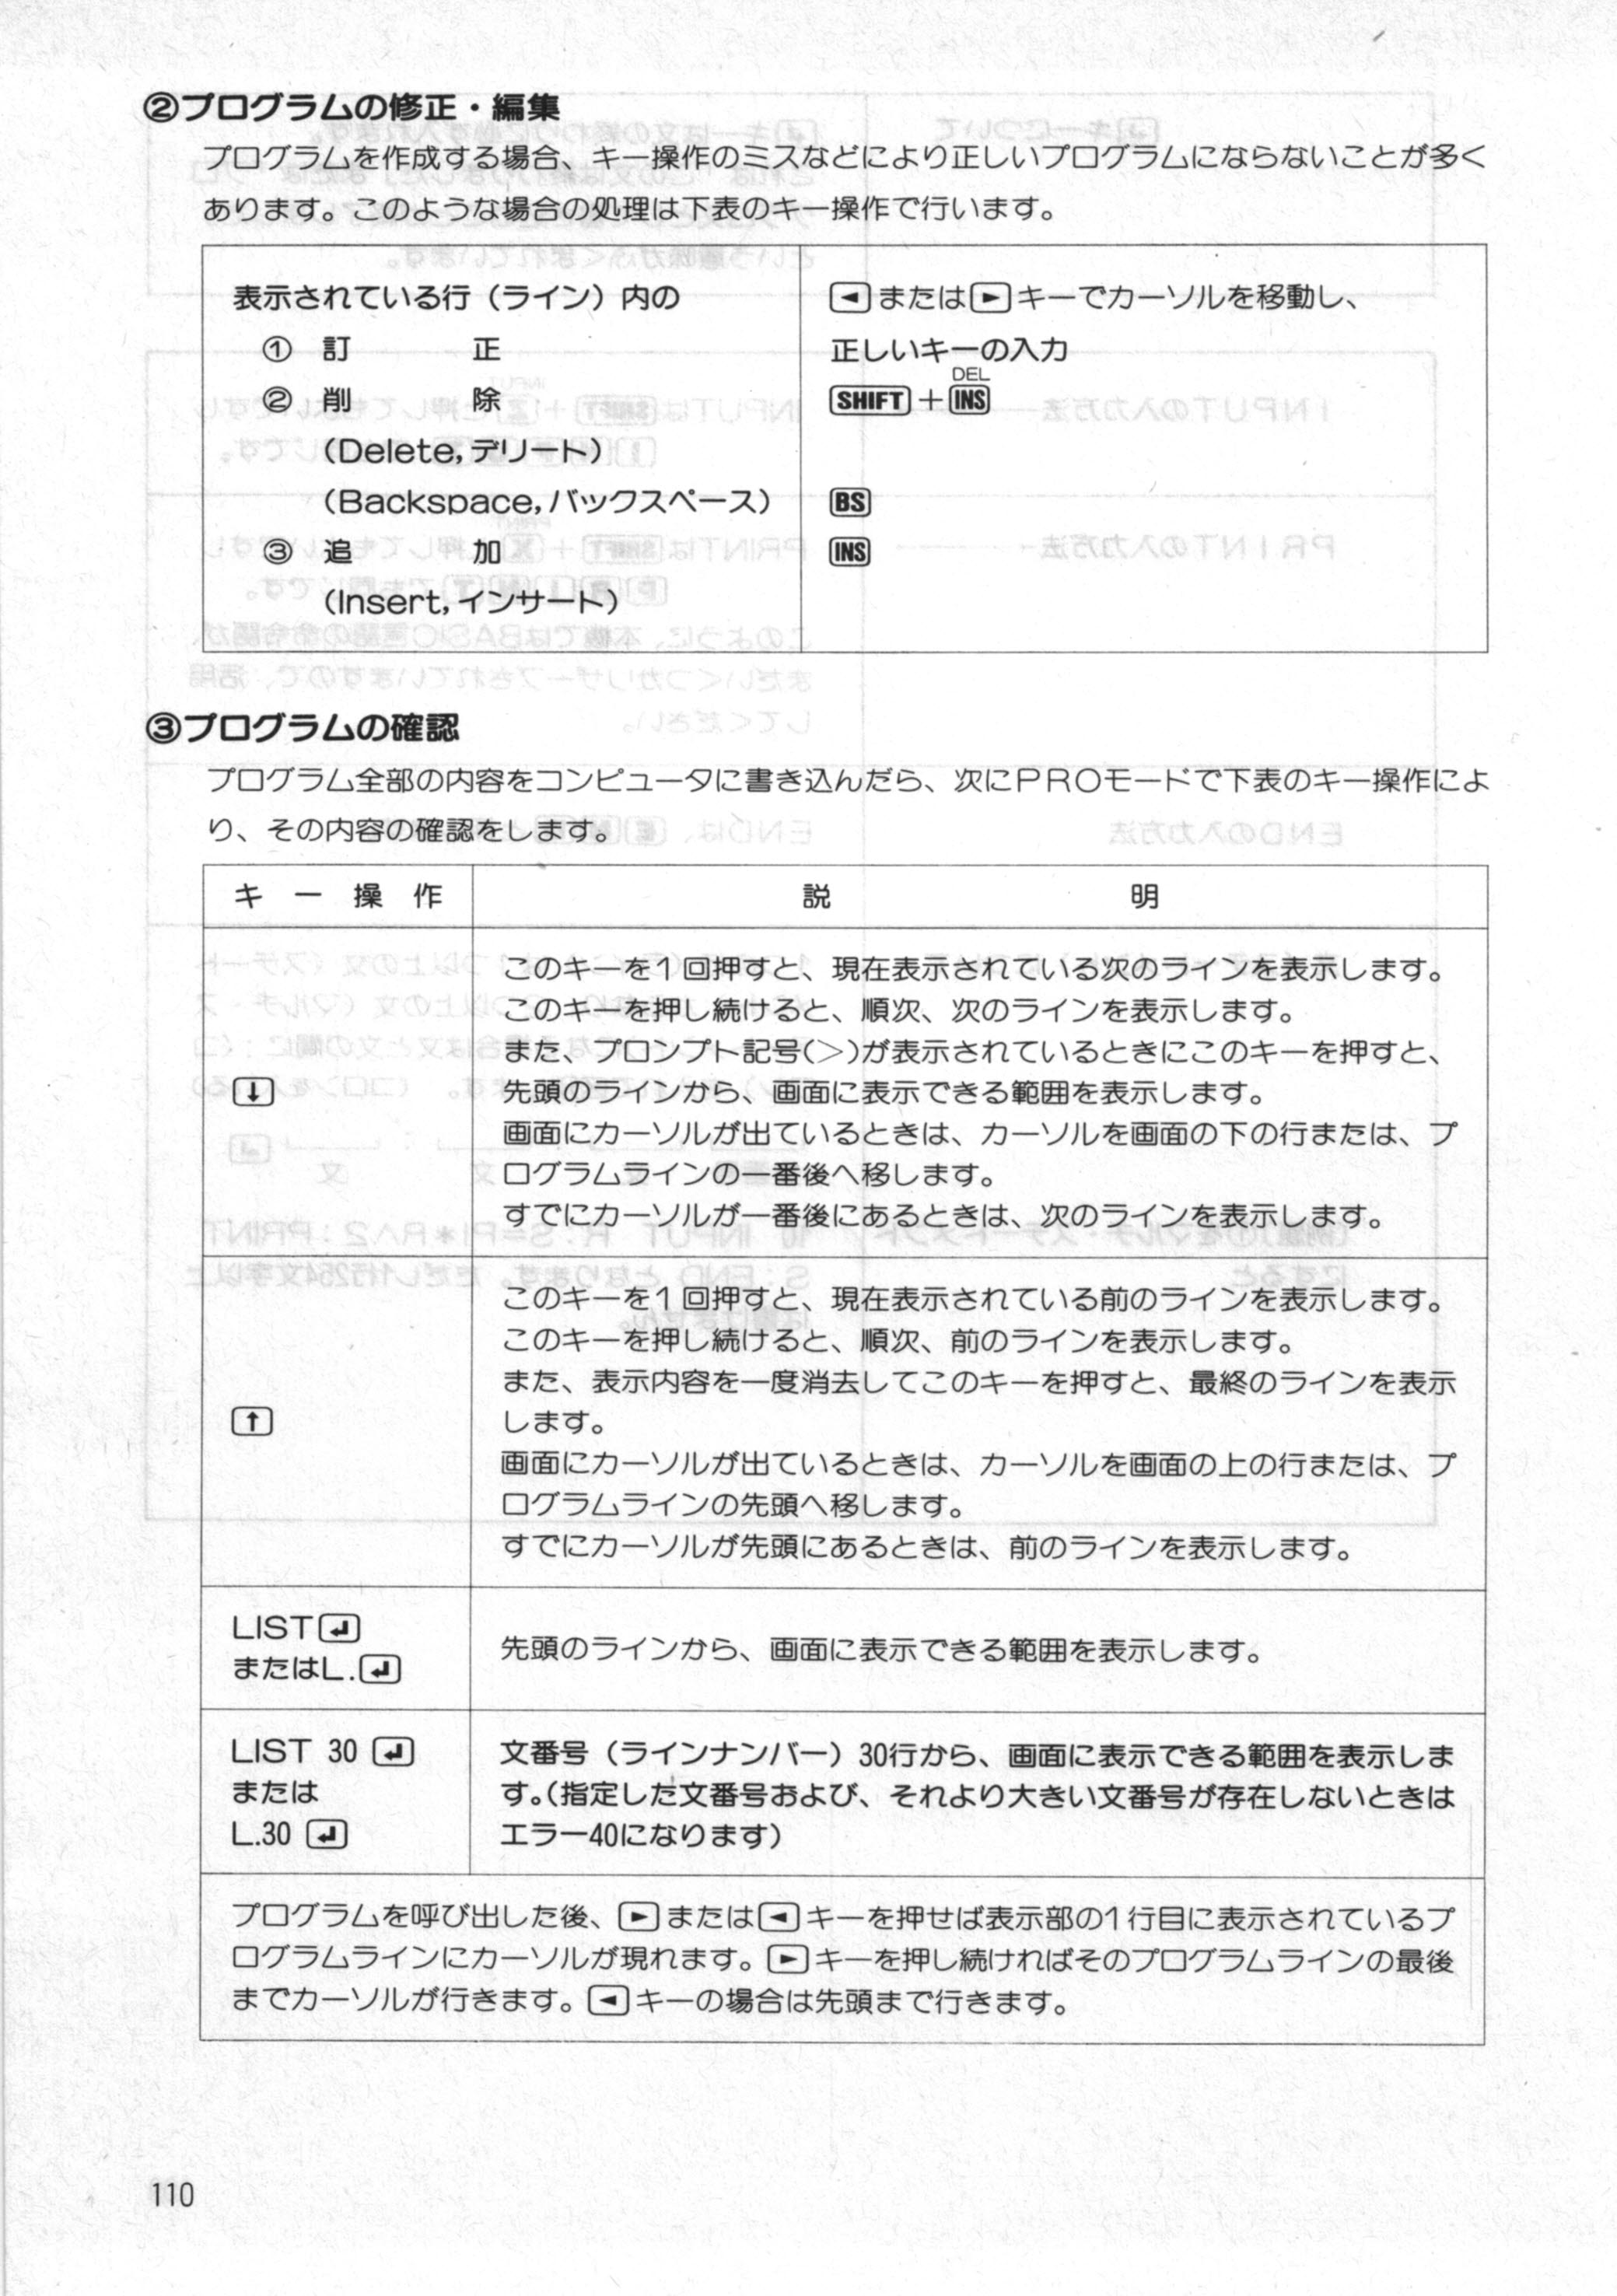 ②プログラムの修正・編集
プログラムを作成する場合、キー操作のミスなどにより正しいプログラムにならないことが多く
あります。このような場合の処理は下表のキー操作で行います。
表示されている行（ライン）内の
◄または►キーでカーソルを移動し、
① 訂　　正
正しいキーの入力
DEL
② 削　　除
SHIFT＋INS
(Delete, デリート)
(Backspace, バックスペース)
BS
③ 追　　加
INS
(Insert, インサート)
③プログラムの確認
プログラム全部の内容をコンピュータに書き込んだら、次にＰＲＯモードで下表のキー操作によ
り、その内容の確認をします。
キー操作
説　　明
↓
このキーを１回押すと、現在表示されている次のラインを表示します。
このキーを押し続けると、順次、次のラインを表示します。
また、プロンプト記号(＞)が表示されているときにこのキーを押すと、
先頭のラインから、画面に表示できる範囲を表示します。
画面にカーソルが出ているときは、カーソルを画面の下の行または、プ
ログラムラインの一番後へ移します。
すでにカーソルが一番後にあるときは、次のラインを表示します。
↑
このキーを１回押すと、現在表示されている前のラインを表示します。
このキーを押し続けると、順次、前のラインを表示します。
また、表示内容を一度消去してこのキーを押すと、最終のラインを表示
します。
画面にカーソルが出ているときは、カーソルを画面の上の行または、プ
ログラムラインの先頭へ移します。
すでにカーソルが先頭にあるときは、前のラインを表示します。
LIST↵
またはL.↵
先頭のラインから、画面に表示できる範囲を表示します。
LIST 30 ↵
または
L.30 ↵
文番号（ラインナンバー）30行から、画面に表示できる範囲を表示しま
す。(指定した文番号および、それより大きい文番号が存在しないときは
エラー40になります)
プログラムを呼び出した後、►または◄キーを押せば表示部の1行目に表示されているプ
ログラムラインにカーソルが現れます。►キーを押し続ければそのプログラムラインの最後
までカーソルが行きます。◄キーの場合は先頭まで行きます。
110